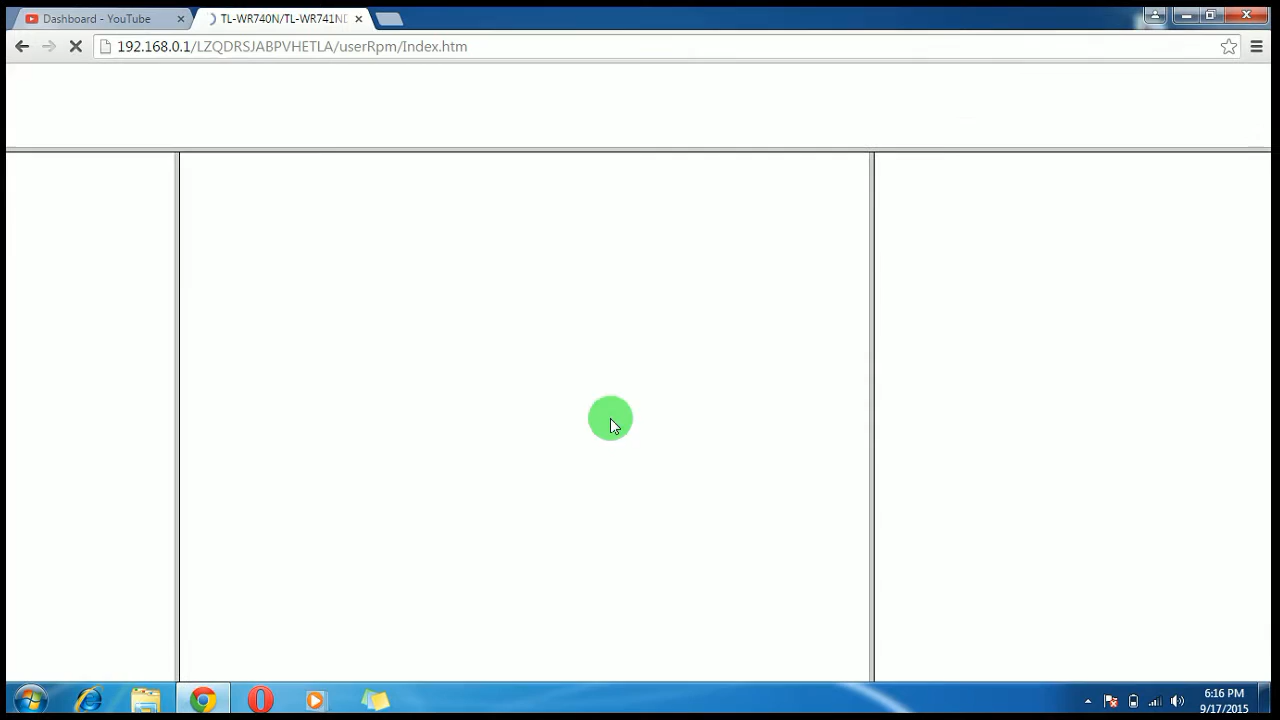 Dashboard - YouTube
TL-WR740N/TL-WR741ND
192.168.0.1/LZQDRSJABPVHETLA/userRpm/Index.htm
6:16 PM
9/17/2015